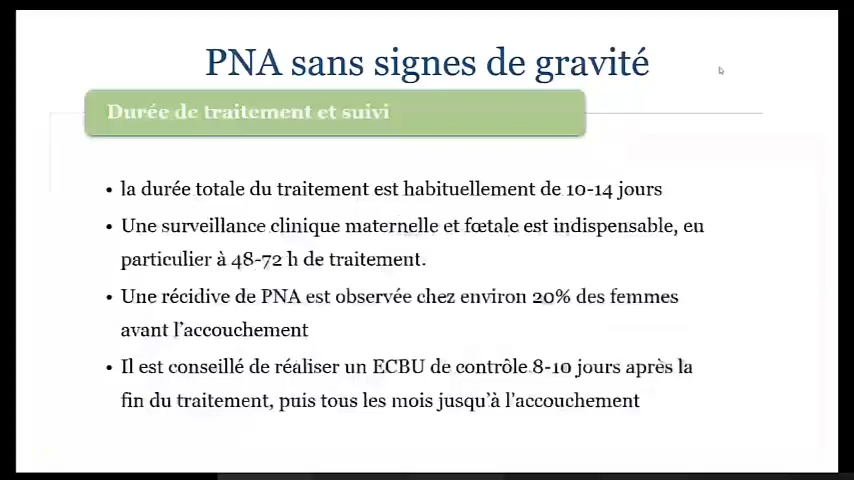 PNA sans signes de gravité
Durée de traitement et suivi
• la durée totale du traitement est habituellement de 10-14 jours
• Une surveillance clinique maternelle et fœtale est indispensable, en
particulier à 48-72 h de traitement.
• Une récidive de PNA est observée chez environ 20% des femmes
avant l'accouchement
• Il est conseillé de réaliser un ECBU de contrôle 8-10 jours après la
fin du traitement, puis tous les mois jusqu'à l'accouchement